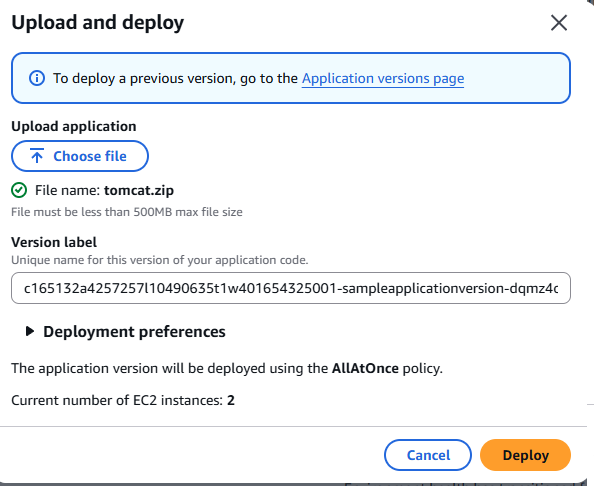 Upload and deploy
To deploy a previous version, go to the Application versions page
Upload application
Choose file
File name: tomcat.zip
File must be less than 500MB max file size
Version label
Unique name for this version of your application code.
c165132a4257257l10490635t1w401654325001-sampleapplicationversion-dqmz4c
Deployment preferences
The application version will be deployed using the AllAtOnce policy.
Current number of EC2 instances: 2
Cancel
Deploy